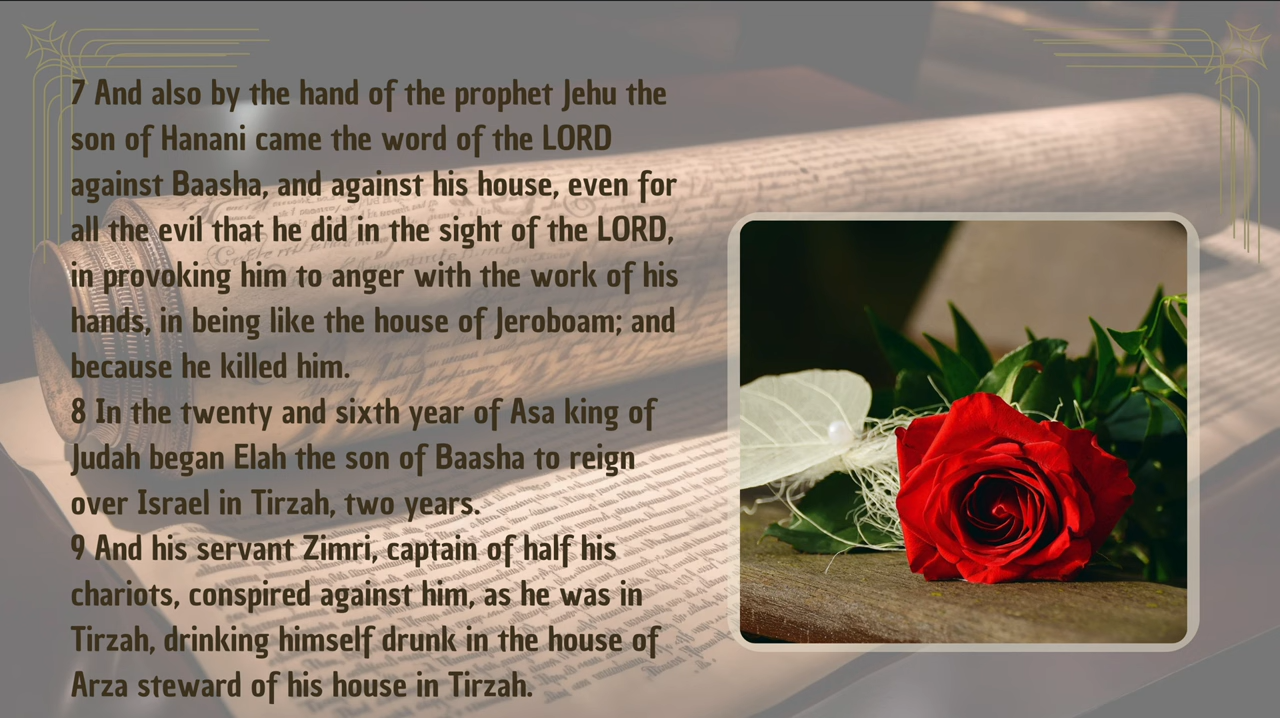 7 And also by the hand of the prophet Jehu the
son of Hanani came the word of the LORD
against Baasha, and against his house, even for
all the evil that he did in the sight of the LORD,
in provoking him to anger with the work of his
hands, in being like the house of Jeroboam; and
because he killed him.
8 In the twenty and sixth year of Asa king of
Judah began Elah the son of Baasha to reign
over Israel in Tirzah, two years.
9 And his servant Zimri, captain of half his
chariots, conspired against him, as he was in
Tirzah, drinking himself drunk in the house of
Arza steward of his house in Tirzah.